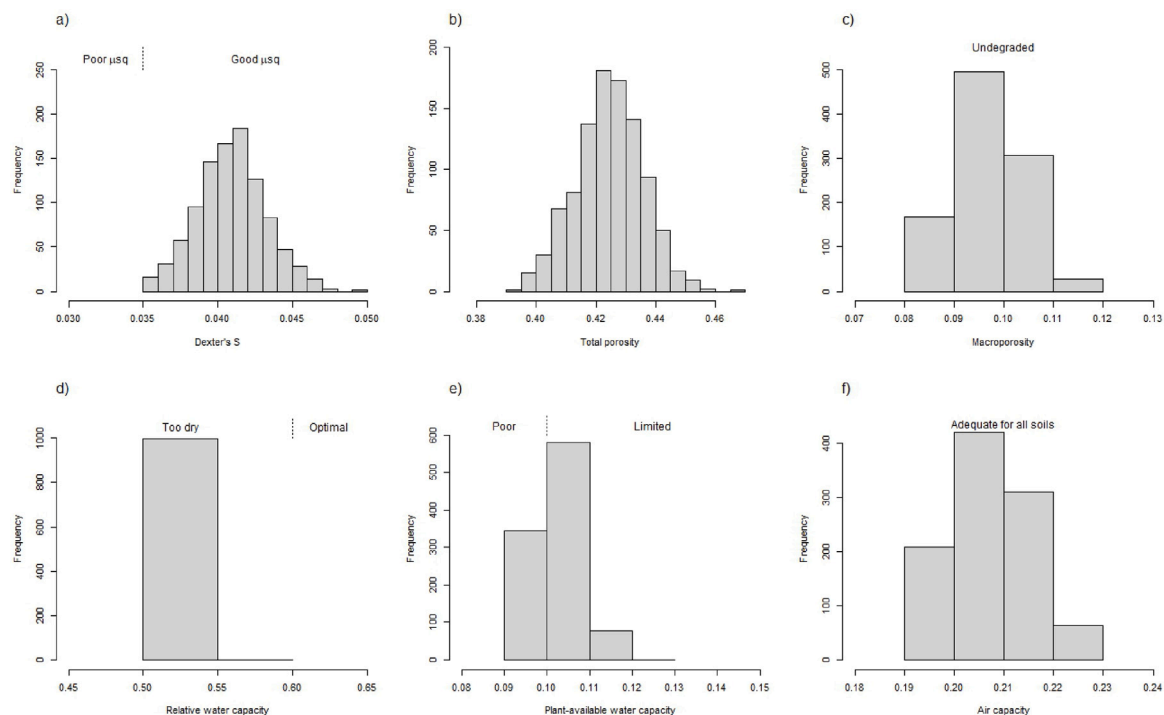 a)
Poor μsq
Good μsq
Frequency
250
200
150
100
50
0
0.030
0.035
0.040
0.045
0.050
Dexter's S
b)
Frequency
200
150
100
50
0
0.38
0.40
0.42
0.44
0.46
Total porosity
c)
Undegraded
Frequency
500
400
300
200
100
0
0.07
0.08
0.09
0.10
0.11
0.12
0.13
Macroporosity
d)
Too dry
Optimal
Frequency
1000
800
600
400
200
0
0.45
0.50
0.55
0.60
0.65
Relative water capacity
e)
Poor
Limited
Frequency
600
500
400
300
200
100
0
0.08
0.09
0.10
0.11
0.12
0.13
0.14
0.15
Plant-available water capacity
f)
Adequate for all soils
Frequency
400
300
200
100
0
0.18
0.19
0.20
0.21
0.22
0.23
0.24
Air capacity